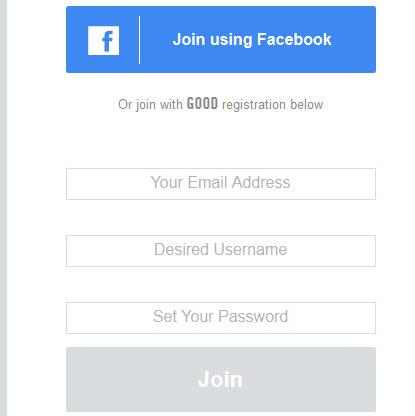 Join using Facebook
Or join with GOOD registration below
Your Email Address
Desired Username
Set Your Password
Join